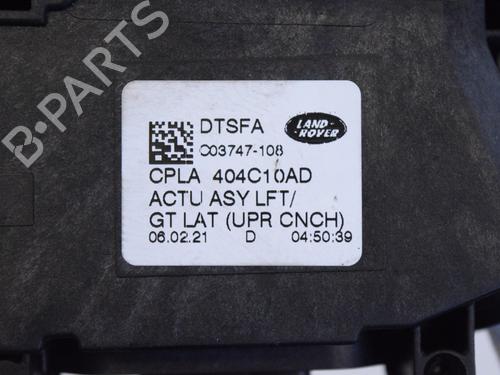 DTSFA
LAND
ROVER
C03747-108
CPLA 404C10AD
ACTU ASY LFT/
GT LAT (UPR CNCH)
06.02.21 D 04:50:39
B-PARTS